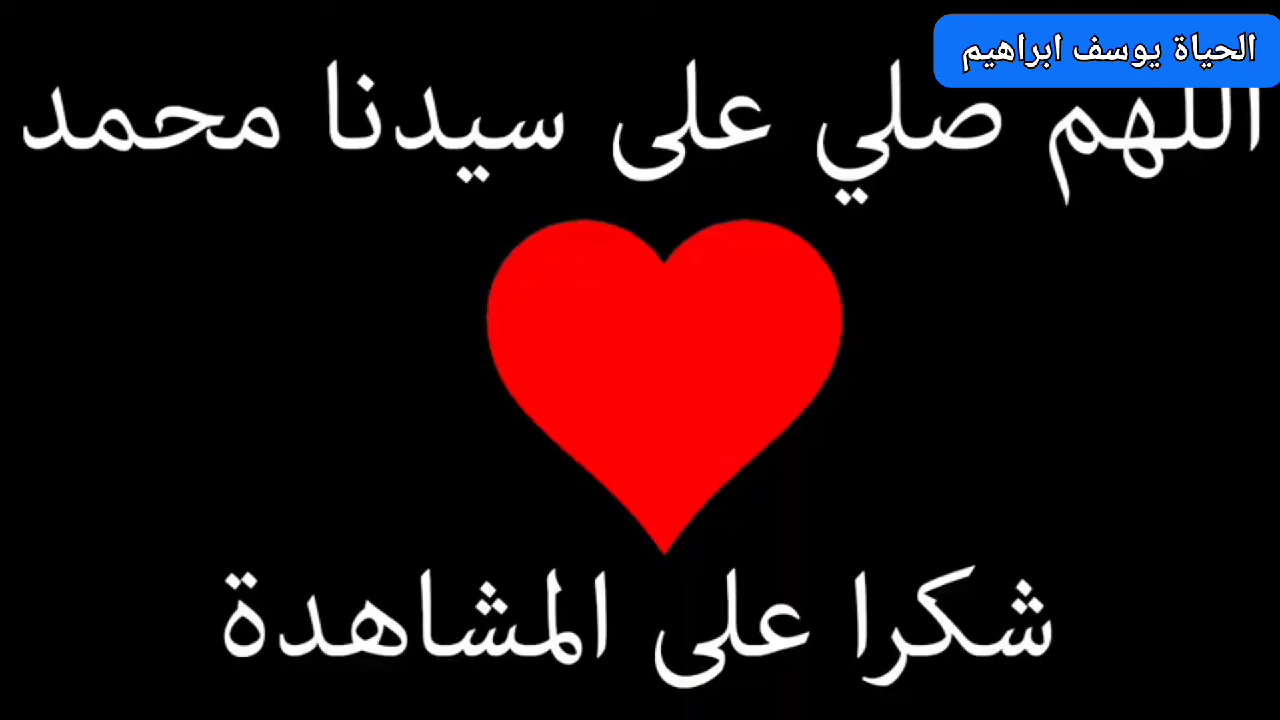 الحياة يوسف ابراهيم
اللهم صلي على سيدنا محمد
شكرا على المشاهدة